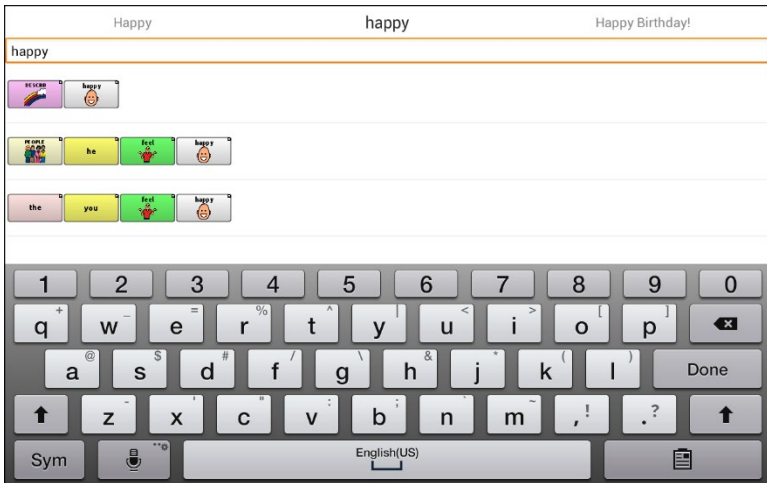 Happy happy Happy Birthday!
happy
DESCRB happy
PEOPLE he feel happy
the you feel happy
1 2 3 4 5 6 7 8 9 0
q + w _ e = r % t ^ y | u < i > o [ p ]
a @ s $ d # f / g \ h & j * k ( l ) Done
z - x ' c " v : b ; n ` m ~ , ! . ?
Sym English(US)